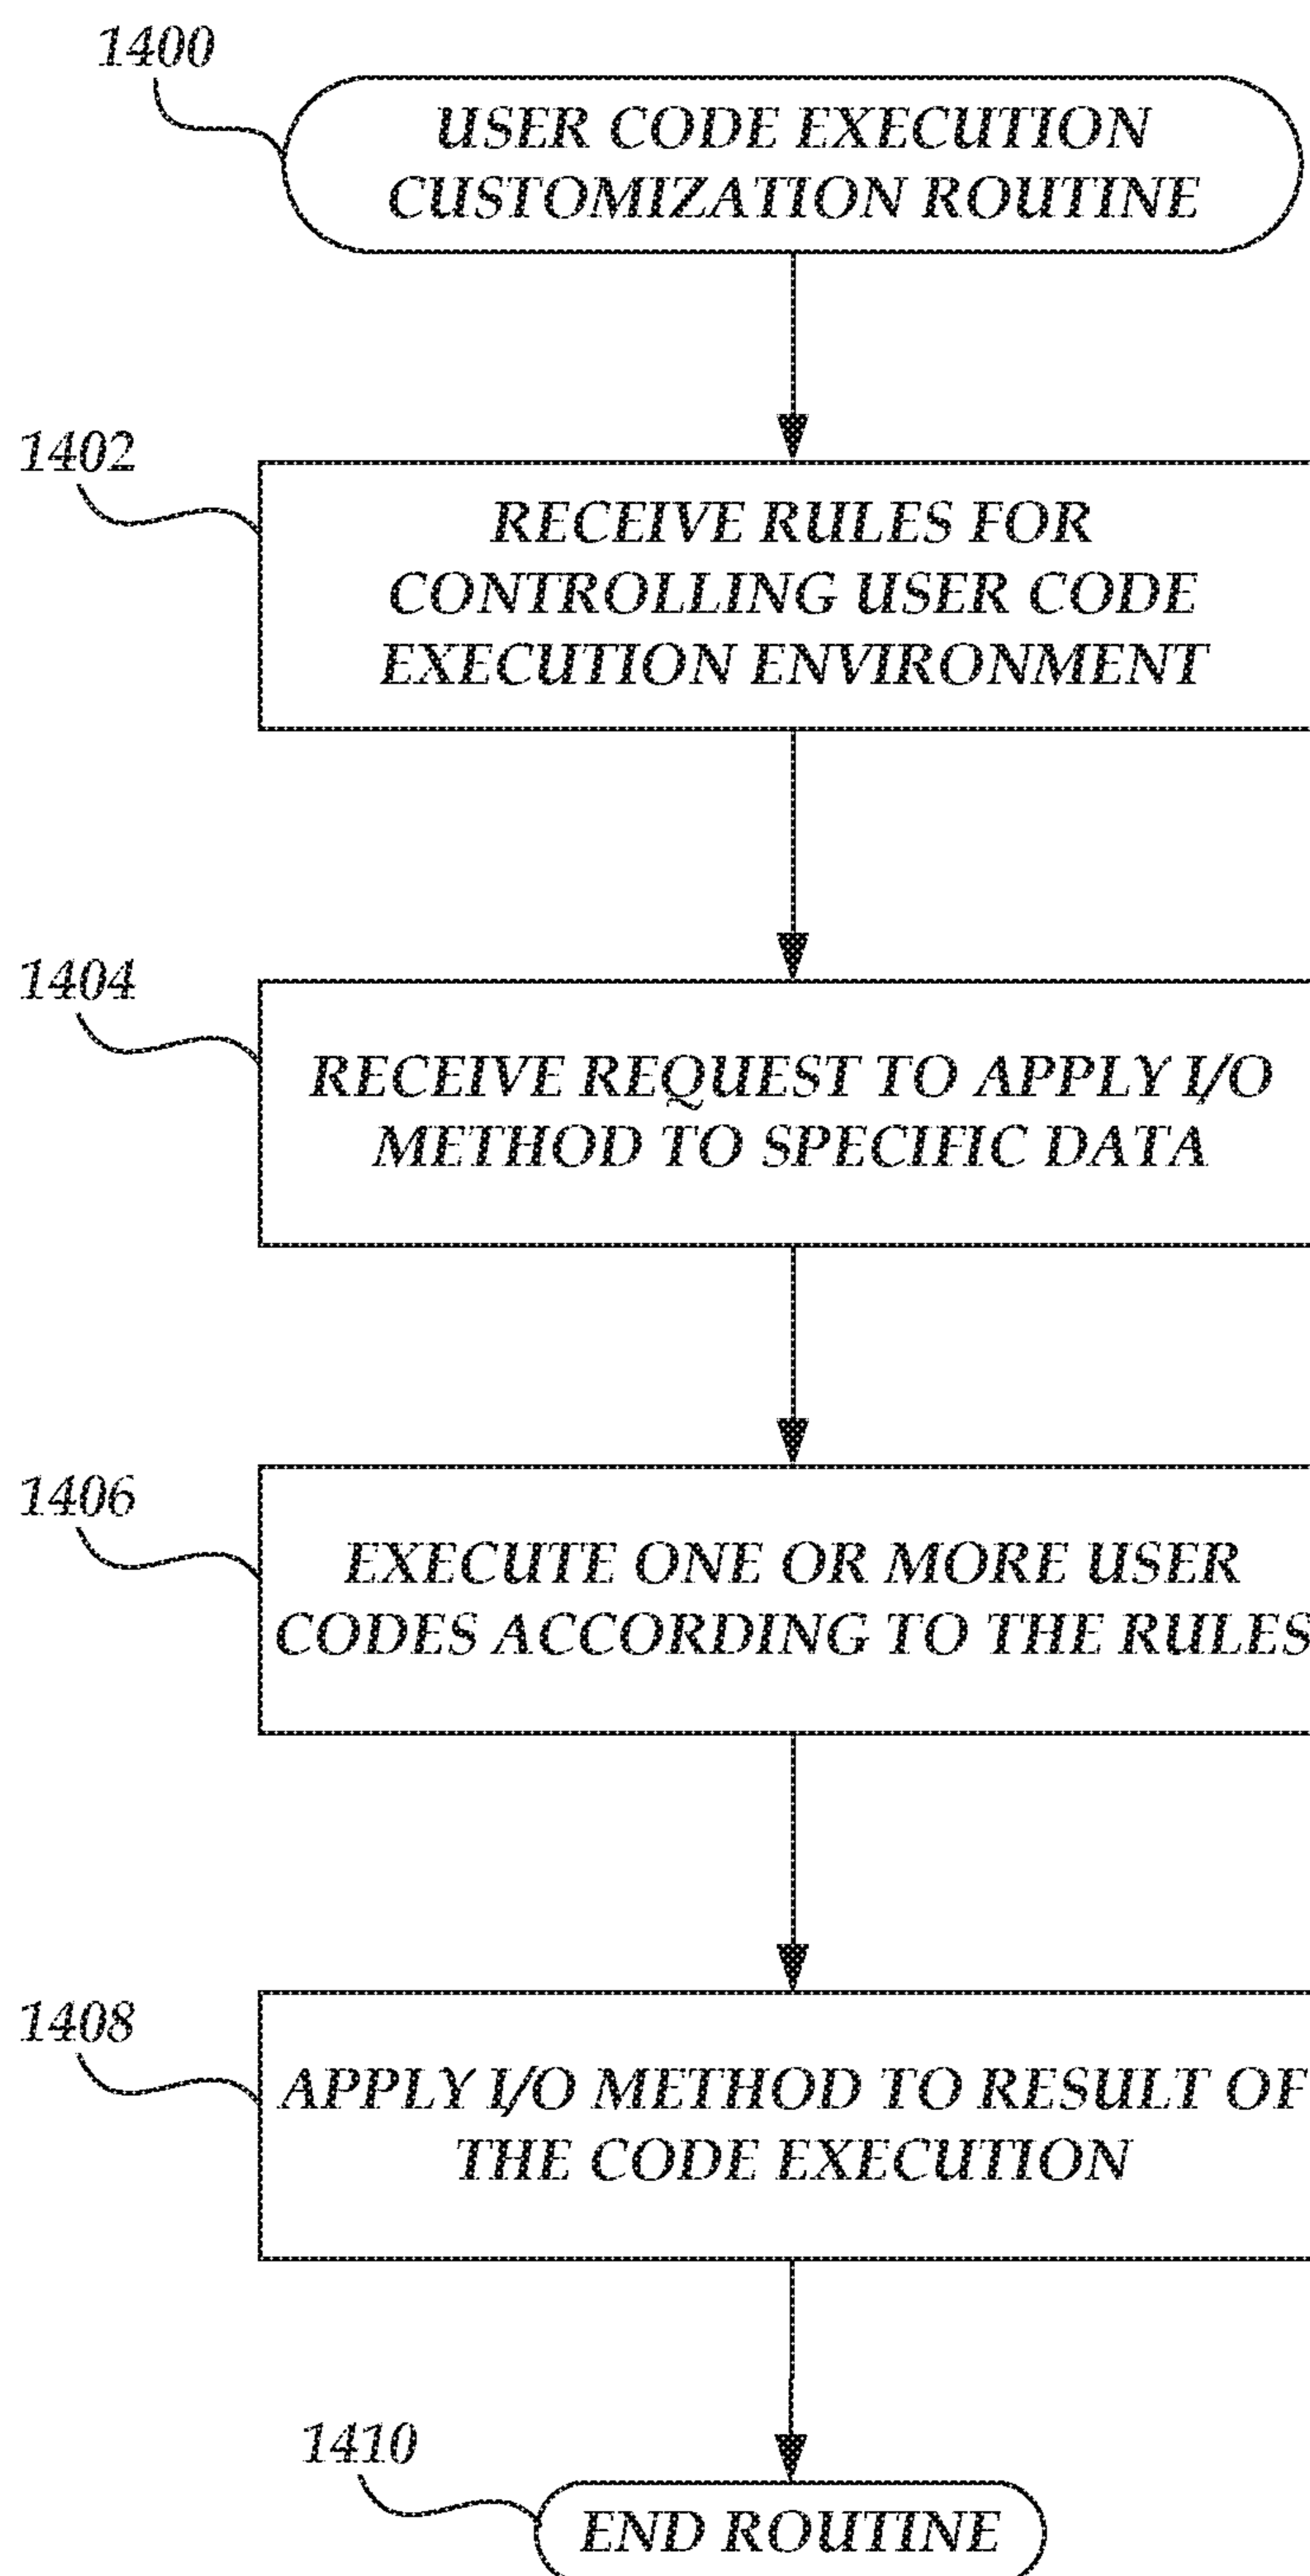 1400
USER CODE EXECUTION
CUSTOMIZATION ROUTINE
1402
RECEIVE RULES FOR
CONTROLLING USER CODE
EXECUTION ENVIRONMENT
1404
RECEIVE REQUEST TO APPLY I/O
METHOD TO SPECIFIC DATA
1406
EXECUTE ONE OR MORE USER
CODES ACCORDING TO THE RULES
1408
APPLY I/O METHOD TO RESULT OF
THE CODE EXECUTION
1410
END ROUTINE